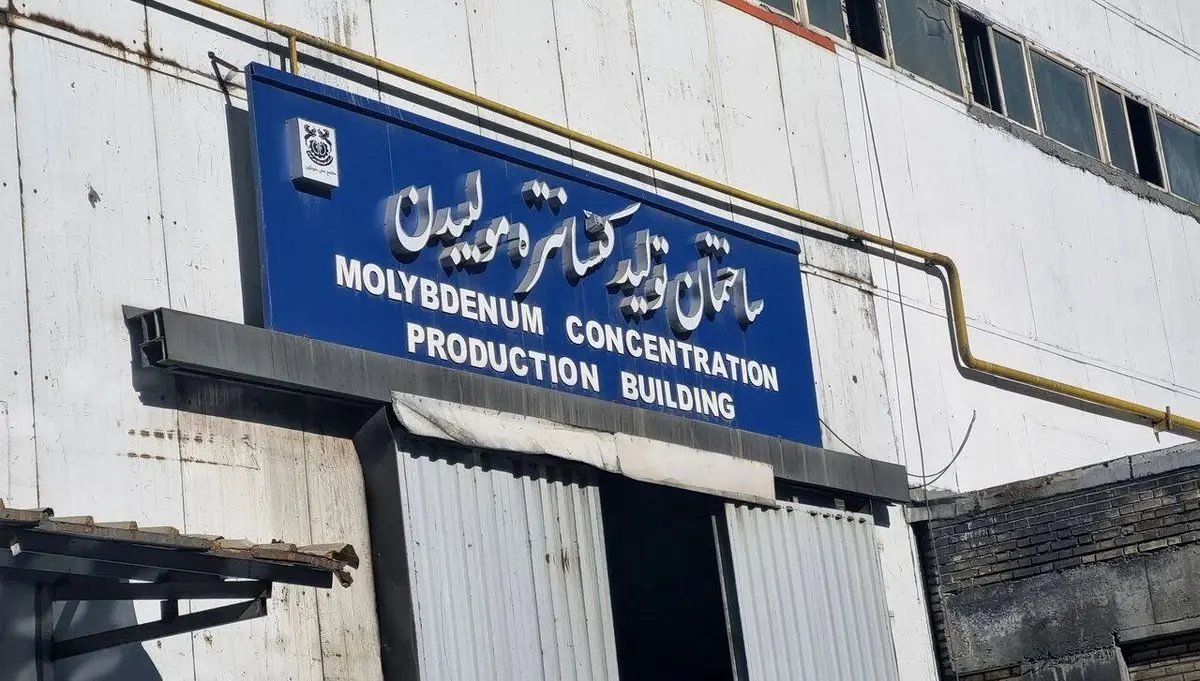 ساختمان تولید کنسانتره مولیبدن
MOLYBDENUM CONCENTRATION
PRODUCTION BUILDING